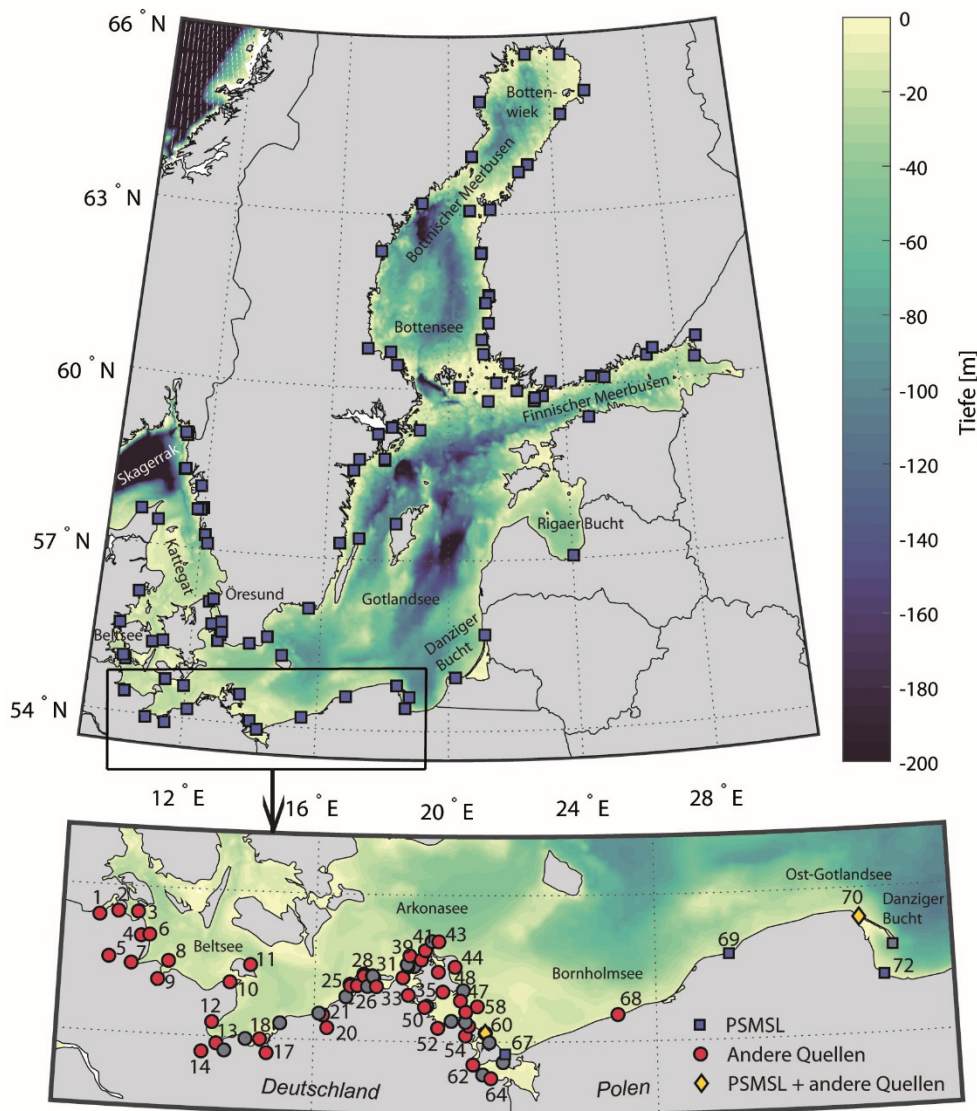 66 ° N
63 ° N
60 ° N
57 ° N
54 ° N
12 ° E
16 ° E
20 ° E
24 ° E
28 ° E
Botten-
wiek
Bottnischer Meerbusen
Bottensee
Finnischer Meerbusen
Skagerrak
Kattegat
Rigaer Bucht
Öresund
Gotlandsee
Beltsee
Danziger
Bucht
0
-20
-40
-60
-80
-100
-120
-140
-160
-180
-200
Tiefe [m]
Ost-Gotlandsee
Danziger
Bucht
Arkonasee
Beltsee
Bornholmsee
1
2
3
4
6
5
7
8
9
10
11
12
13
14
18
17
20
21
25
26
28
31
33
35
39
41
43
44
47
48
50
52
54
58
60
62
64
67
68
69
70
72
Deutschland
Polen
PSMSL
Andere Quellen
PSMSL + andere Quellen